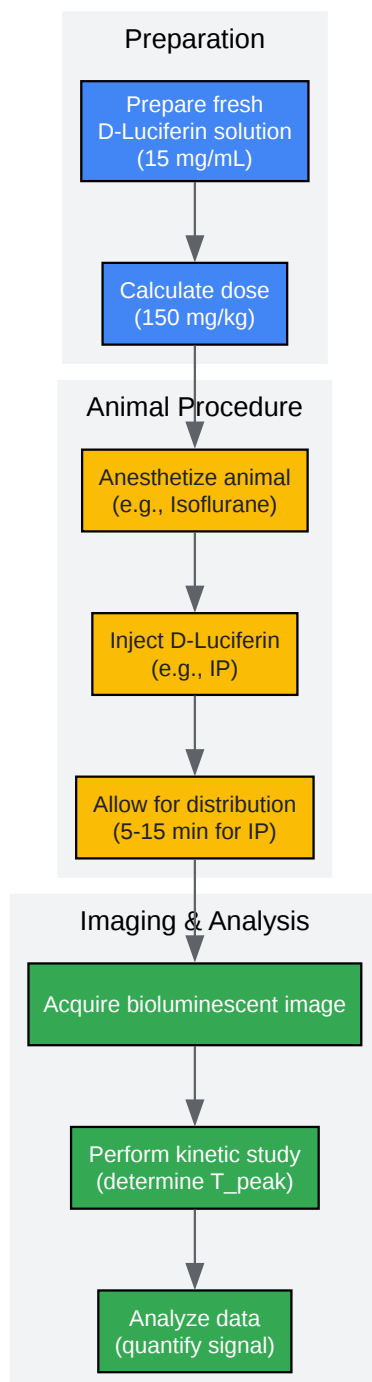 Preparation
Prepare fresh
D-Luciferin solution
(15 mg/mL)
Calculate dose
(150 mg/kg)
Animal Procedure
Anesthetize animal
(e.g., Isoflurane)
Inject D-Luciferin
(e.g., IP)
Allow for distribution
(5-15 min for IP)
Imaging & Analysis
Acquire bioluminescent image
Perform kinetic study
(determine T_peak)
Analyze data
(quantify signal)